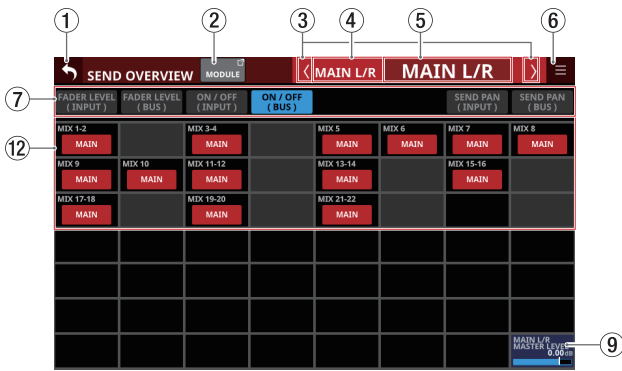 1 2 3 4 5 6
SEND OVERVIEW MODULE MAIN L/R MAIN L/R
7
FADER LEVEL FADER LEVEL ON / OFF ON / OFF SEND PAN SEND PAN
( INPUT ) ( BUS ) ( INPUT ) ( BUS ) ( INPUT ) ( BUS )
12
MIX 1-2 MIX 3-4 MIX 5 MIX 6 MIX 7 MIX 8
MAIN MAIN MAIN MAIN MAIN MAIN
MIX 9 MIX 10 MIX 11-12 MIX 13-14 MIX 15-16
MAIN MAIN MAIN MAIN MAIN
MIX 17-18 MIX 19-20 MIX 21-22
MAIN MAIN MAIN
MAIN L/R
MASTER LEVEL
0.00dB
9